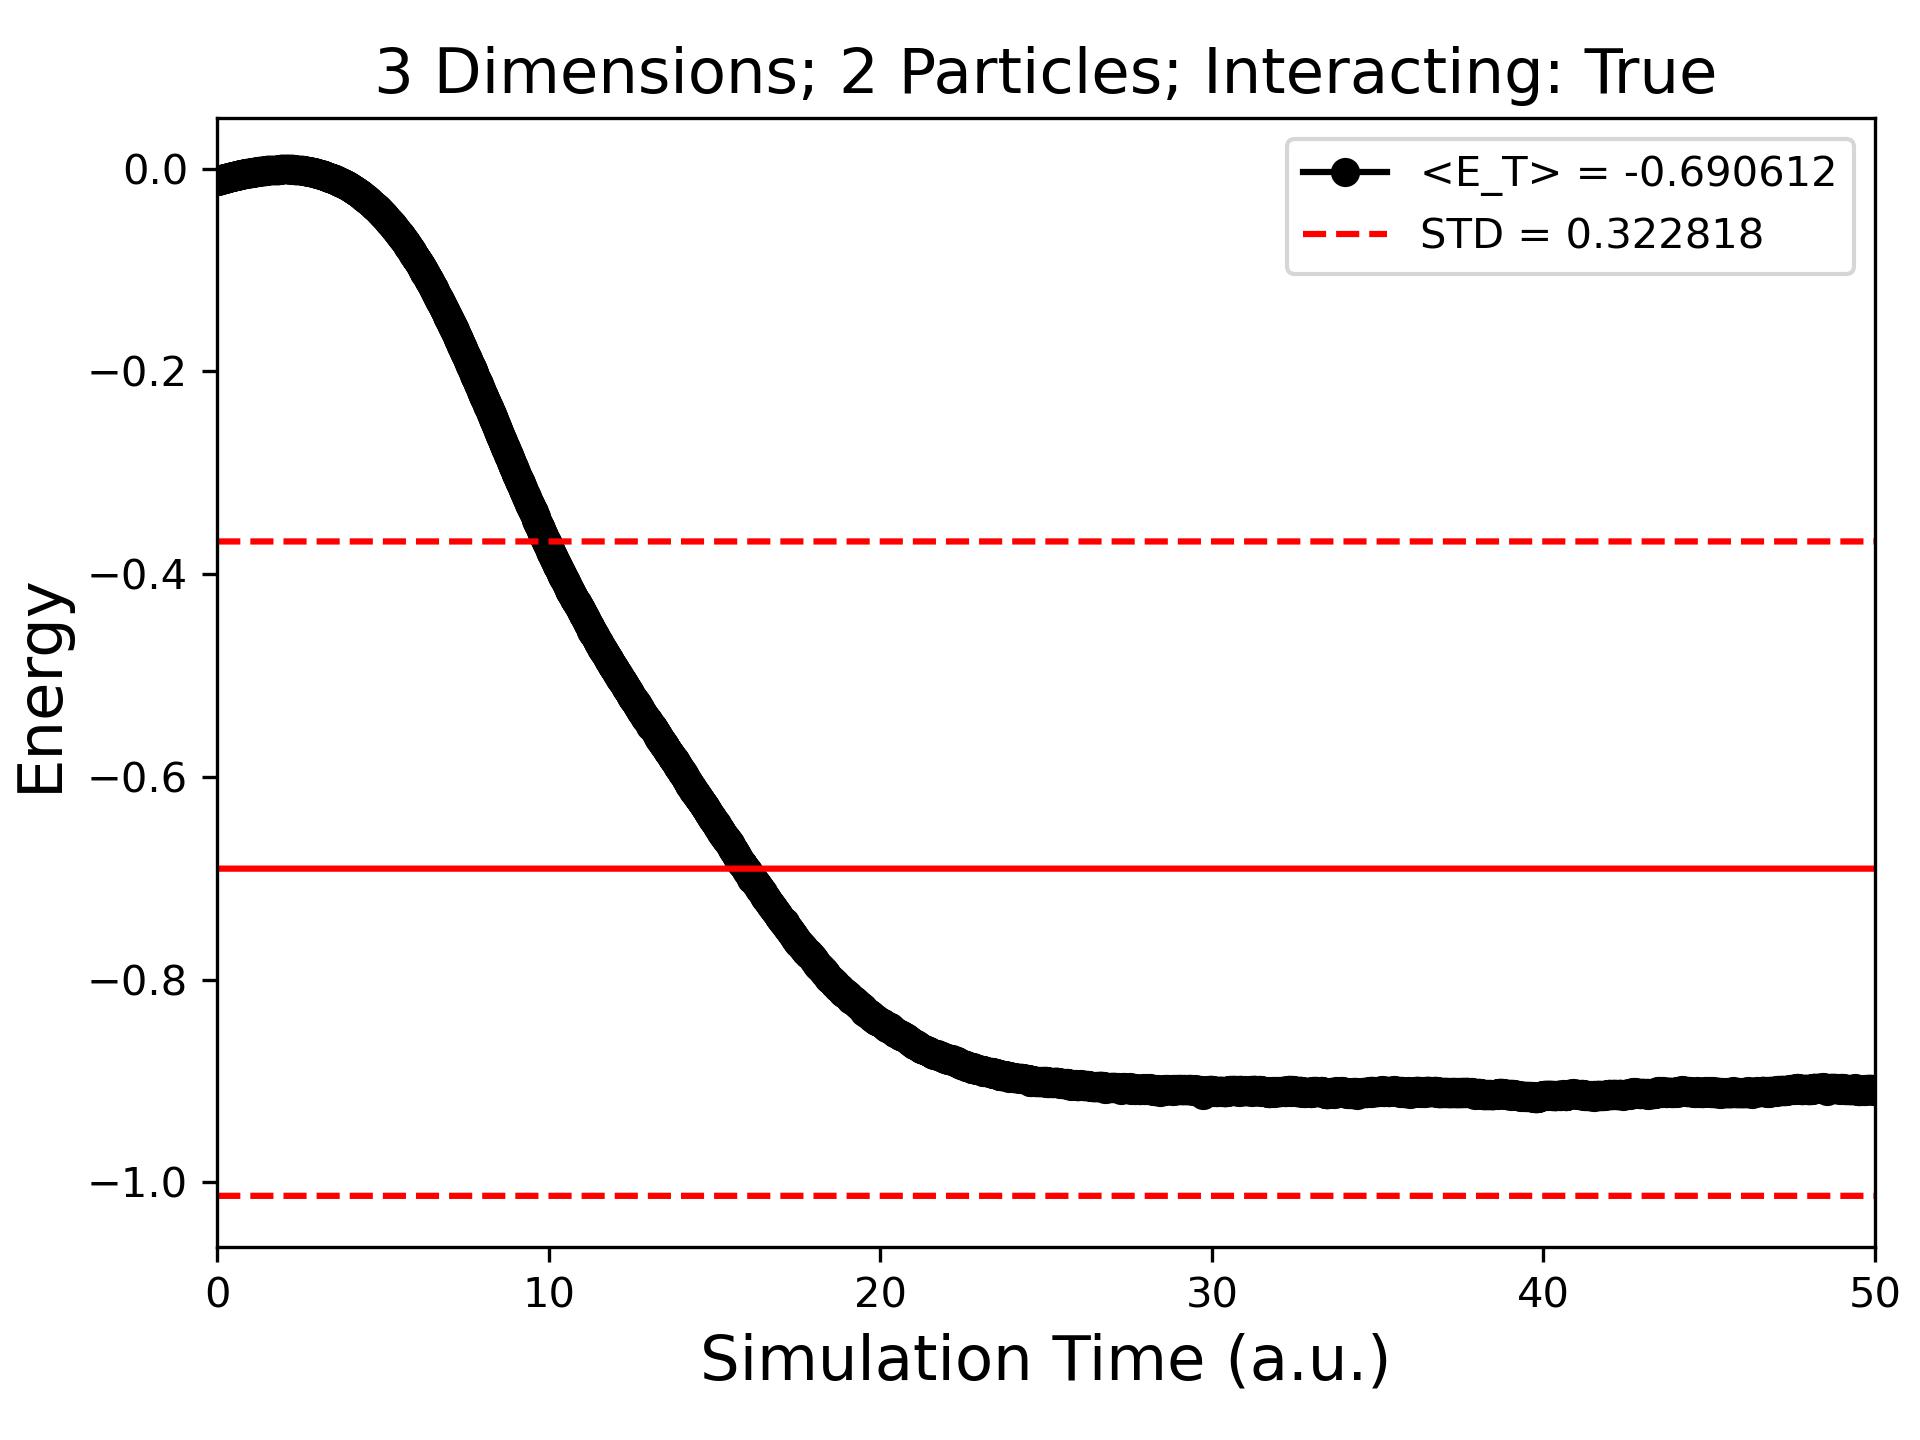 3 Dimensions; 2 Particles; Interacting: True
<E_T> = -0.690612
STD = 0.322818
Energy
0.0
−0.2
−0.4
−0.6
−0.8
−1.0
0 10 20 30 40 50
Simulation Time (a.u.)